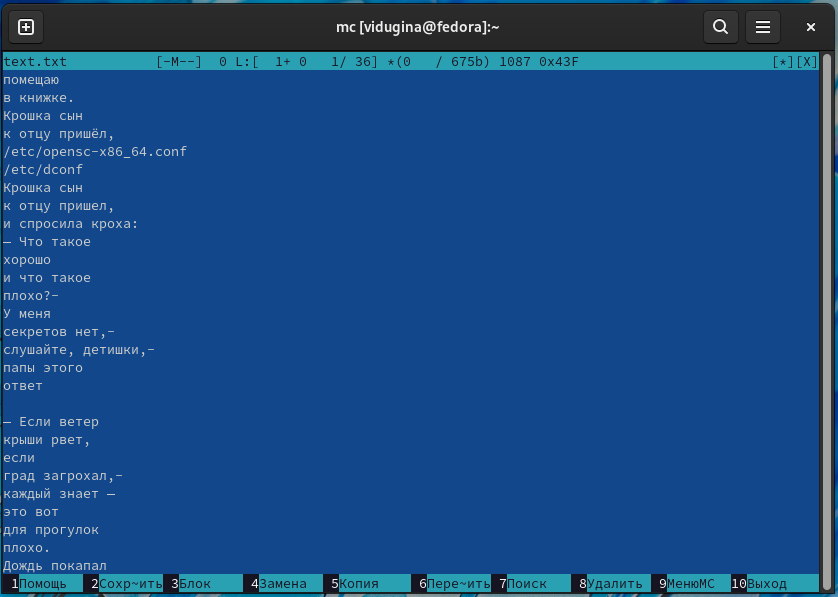 mc [vidugina@fedora]:~
text.txt [-M--] 0 L:[ 1+ 0 1/ 36] *(0 / 675b) 1087 0x43F [*][X]
помещаю
в книжке.
Крошка сын
к отцу пришёл,
/etc/opensc-x86_64.conf
/etc/dconf
Крошка сын
к отцу пришел,
и спросила кроха:
— Что такое
хорошо
и что такое
плохо?-
У меня
секретов нет,-
слушайте, детишки,-
папы этого
ответ
— Если ветер
крыши рвет,
если
град загрохал,-
каждый знает —
это вот
для прогулок
плохо.
Дождь покапал
1Помощь 2Сохр~ить 3Блок 4Замена 5Копия 6Пере~ить 7Поиск 8Удалить 9МенюМС 10Выход